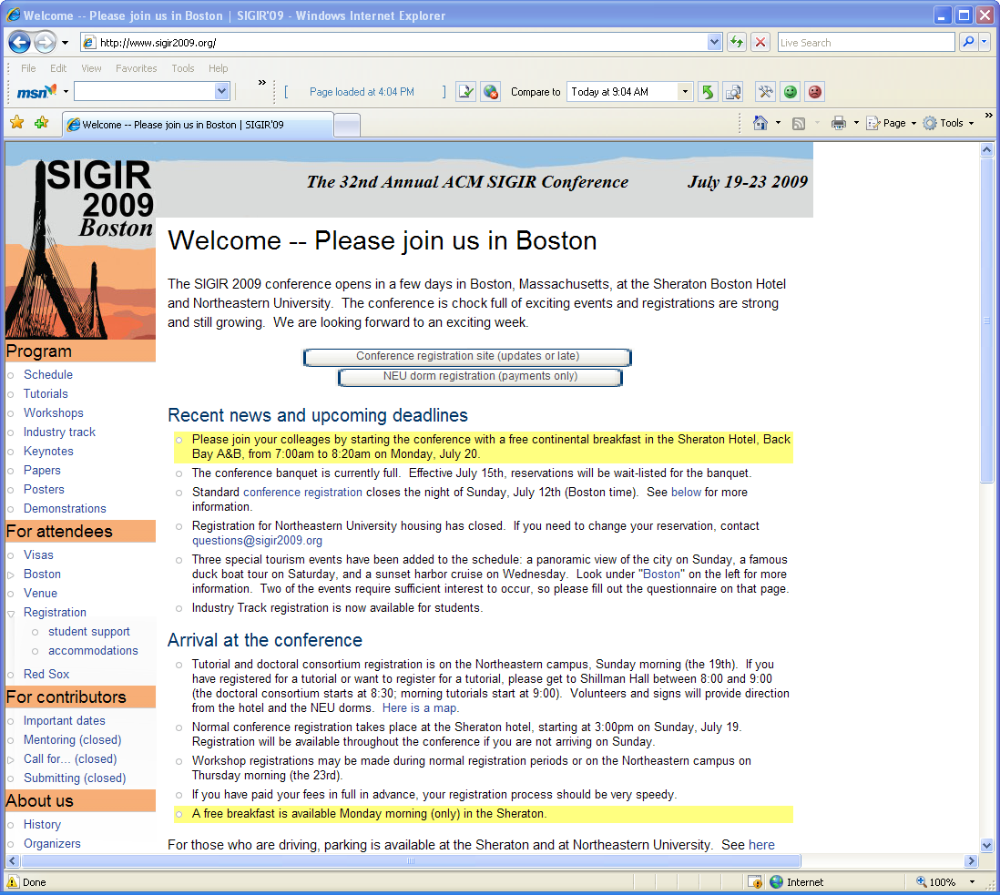 Welcome -- Please join us in Boston | SIGIR'09 - Windows Internet Explorer
http://www.sigir2009.org/
Live Search
File Edit View Favorites Tools Help
msn
»
[ Page loaded at 4:04 PM ]
Compare to
Today at 9:04 AM
Welcome -- Please join us in Boston | SIGIR'09
Page
Tools
»
SIGIR
2009
Boston
The 32nd Annual ACM SIGIR Conference
July 19-23 2009
Program
Schedule
Tutorials
Workshops
Industry track
Keynotes
Papers
Posters
Demonstrations
For attendees
Visas
Boston
Venue
Registration
student support
accommodations
Red Sox
For contributors
Important dates
Mentoring (closed)
Call for... (closed)
Submitting (closed)
About us
History
Organizers
Welcome -- Please join us in Boston
The SIGIR 2009 conference opens in a few days in Boston, Massachusetts, at the Sheraton Boston Hotel
and Northeastern University. The conference is chock full of exciting events and registrations are strong
and still growing. We are looking forward to an exciting week.
Conference registration site (updates or late)
NEU dorm registration (payments only)
Recent news and upcoming deadlines
Please join your colleages by starting the conference with a free continental breakfast in the Sheraton Hotel, Back
Bay A&B, from 7:00am to 8:20am on Monday, July 20.
The conference banquet is currently full. Effective July 15th, reservations will be wait-listed for the banquet.
Standard conference registration closes the night of Sunday, July 12th (Boston time). See below for more
information.
Registration for Northeastern University housing has closed. If you need to change your reservation, contact
questions@sigir2009.org
Three special tourism events have been added to the schedule: a panoramic view of the city on Sunday, a famous
duck boat tour on Saturday, and a sunset harbor cruise on Wednesday. Look under "Boston" on the left for more
information. Two of the events require sufficient interest to occur, so please fill out the questionnaire on that page.
Industry Track registration is now available for students.
Arrival at the conference
Tutorial and doctoral consortium registration is on the Northeastern campus, Sunday morning (the 19th). If you
have registered for a tutorial or want to register for a tutorial, please get to Shillman Hall between 8:00 and 9:00
(the doctoral consortium starts at 8:30; morning tutorials start at 9:00). Volunteers and signs will provide direction
from the hotel and the NEU dorms. Here is a map.
Normal conference registration takes place at the Sheraton hotel, starting at 3:00pm on Sunday, July 19.
Registration will be available throughout the conference if you are not arriving on Sunday.
Workshop registrations may be made during normal registration periods or on the Northeastern campus on
Thursday morning (the 23rd).
If you have paid your fees in full in advance, your registration process should be very speedy.
A free breakfast is available Monday morning (only) in the Sheraton.
For those who are driving, parking is available at the Sheraton and at Northeastern University. See here
Done
Internet
100%